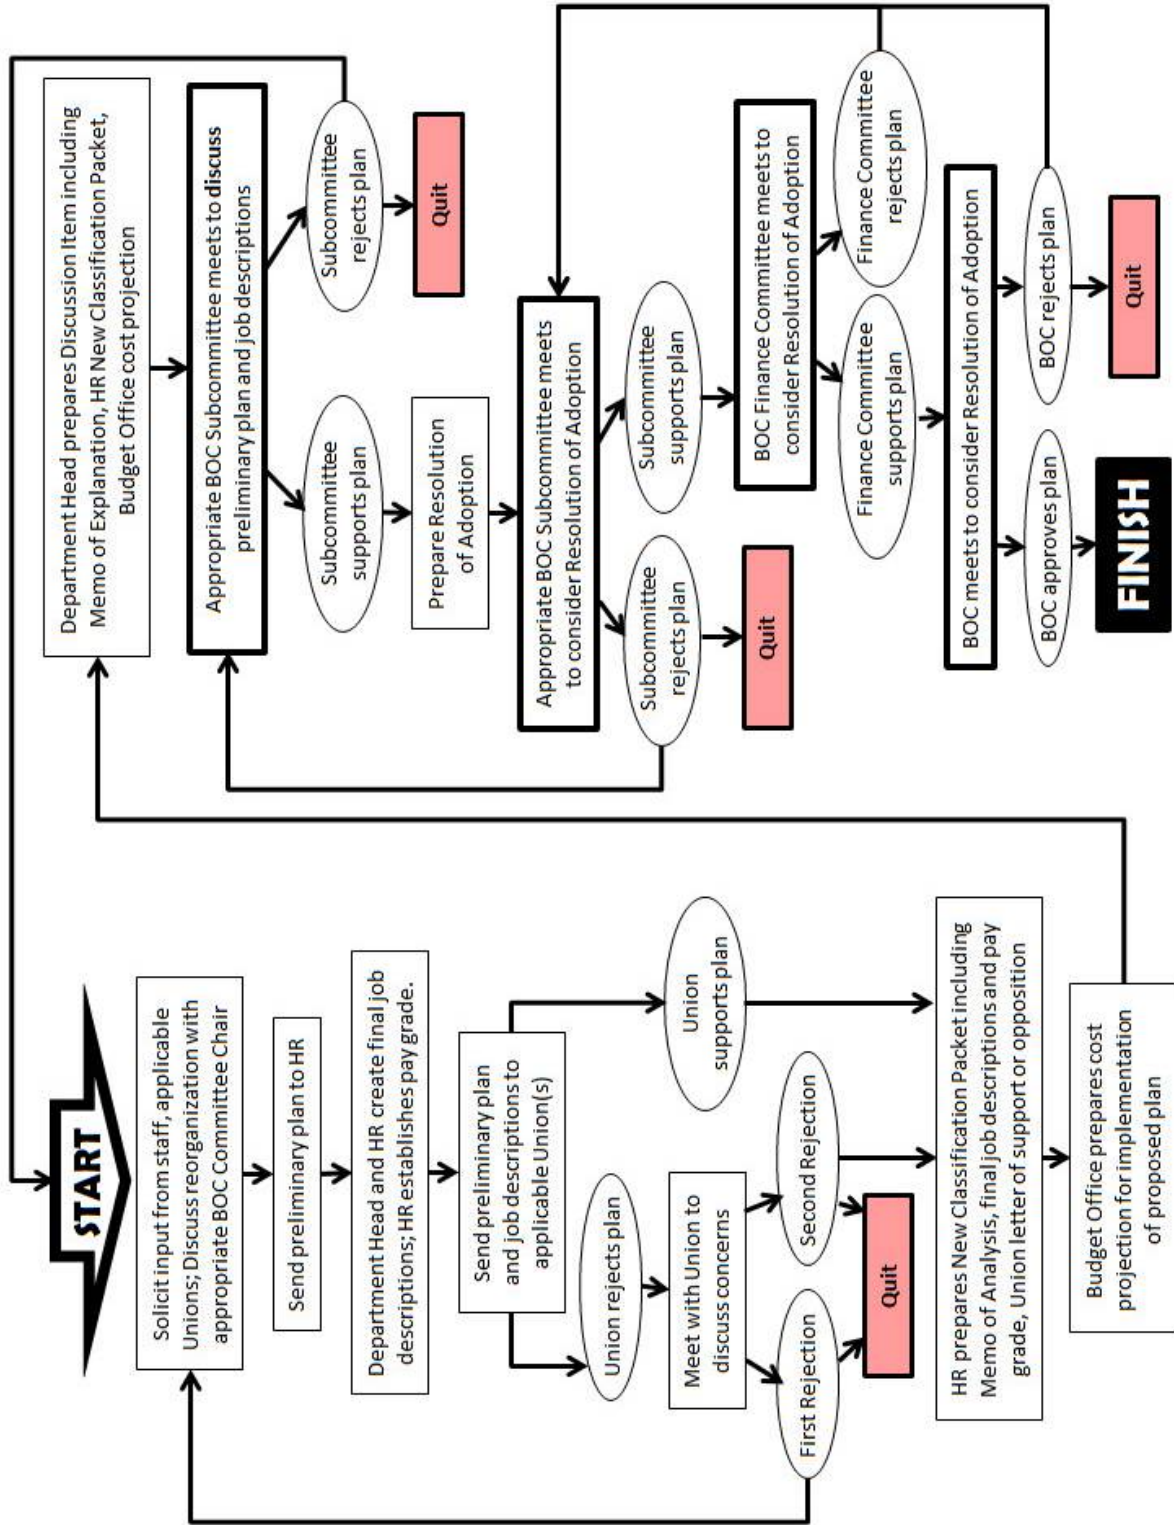 START
Solicit input from staff, applicable
Unions; Discuss reorganization with
appropriate BOC Committee Chair
Send preliminary plan to HR
Department Head and HR create final job
descriptions; HR establishes pay grade.
Send preliminary plan
and job descriptions to
applicable Union(s)
Union rejects plan
Meet with Union to
discuss concerns
First Rejection
Second Rejection
Quit
Union
supports plan
HR prepares New Classification Packet including
Memo of Analysis, final job descriptions and pay
grade, Union letter of support or opposition
Budget Office prepares cost
projection for implementation
of proposed plan
Department Head prepares Discussion Item including
Memo of Explanation, HR New Classification Packet,
Budget Office cost projection
Appropriate BOC Subcommittee meets to discuss
preliminary plan and job descriptions
Subcommittee
supports plan
Subcommittee
rejects plan
Quit
Prepare Resolution
of Adoption
Appropriate BOC Subcommittee meets
to consider Resolution of Adoption
Subcommittee
rejects plan
Quit
Subcommittee
supports plan
BOC Finance Committee meets to
consider Resolution of Adoption
Finance Committee
supports plan
Finance Committee
rejects plan
BOC meets to consider Resolution of Adoption
BOC approves plan
BOC rejects plan
FINISH
Quit